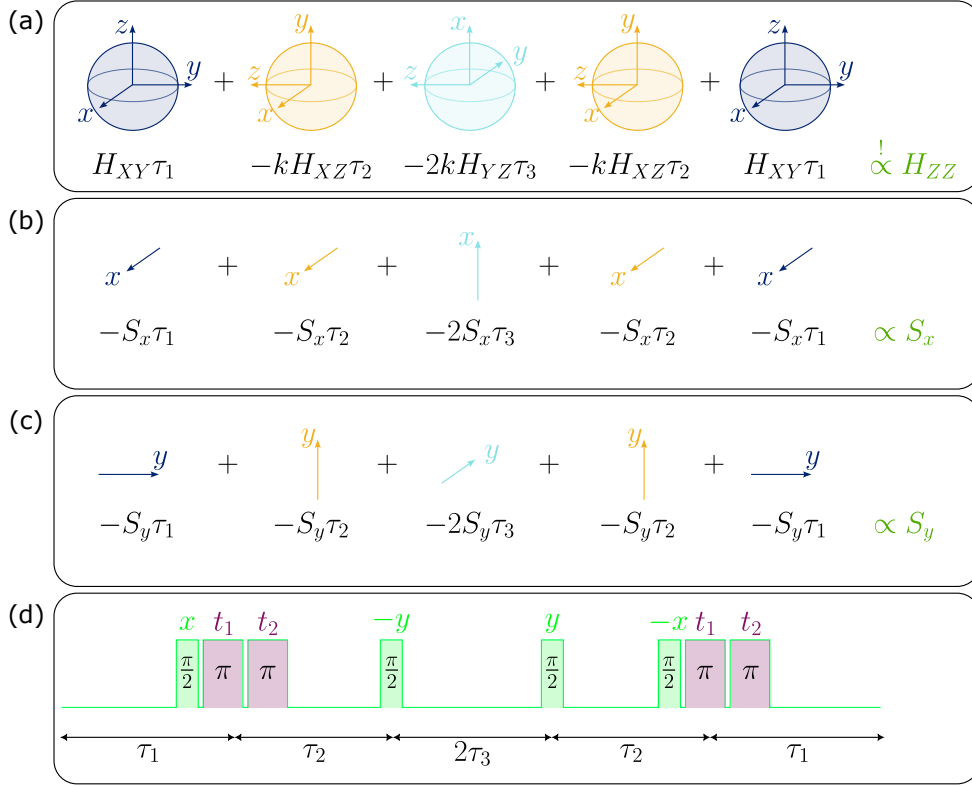 (a)
z y x + y z x + x y z + y z x + z y x
H_{XY}τ_1 −kH_{XZ}τ_2 −2kH_{YZ}τ_3 −kH_{XZ}τ_2 H_{XY}τ_1 !∝ H_{ZZ}
(b)
x + x + x + x + x
−S_xτ_1 −S_xτ_2 −2S_xτ_3 −S_xτ_2 −S_xτ_1 ∝ S_x
(c)
y + y + y + y + y
−S_yτ_1 −S_yτ_2 −2S_yτ_3 −S_yτ_2 −S_yτ_1 ∝ S_y
(d)
x t_1 t_2 −y y −x t_1 t_2
π/2 π π π/2 π/2 π/2 π π
τ_1 τ_2 2τ_3 τ_2 τ_1